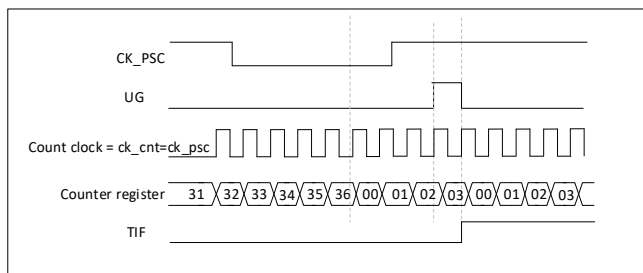 CK_PSC
UG
Count clock = ck_cnt=ck_psc
Counter register 31 32 33 34 35 36 00 01 02 03 00 01 02 03
TIF